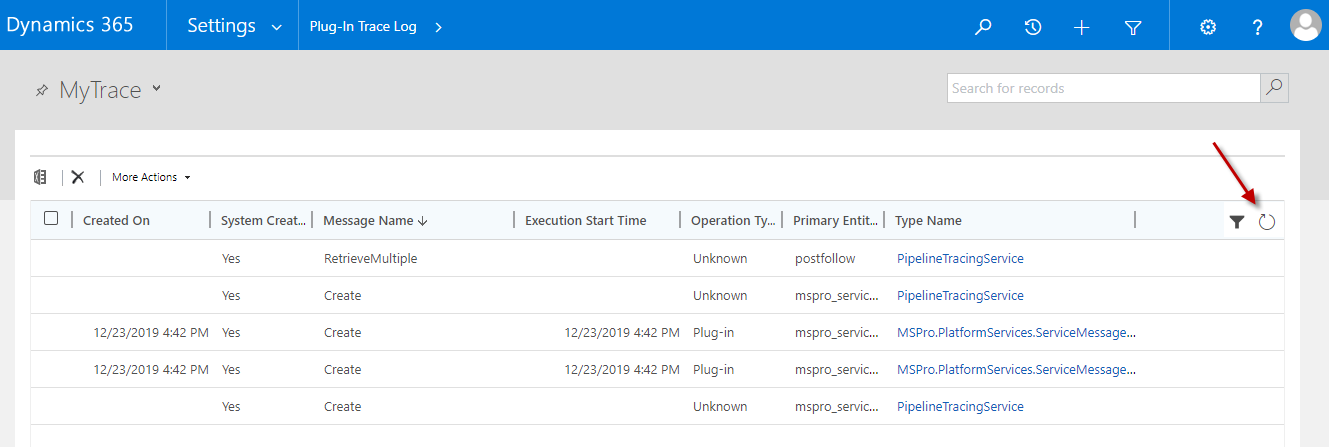 Dynamics 365 Settings Plug-In Trace Log
MyTrace
Search for records
More Actions
Created On System Creat... Message Name Execution Start Time Operation Ty... Primary Entit... Type Name
Yes RetrieveMultiple Unknown postfollow PipelineTracingService
Yes Create Unknown mspro_servic... PipelineTracingService
12/23/2019 4:42 PM Yes Create 12/23/2019 4:42 PM Plug-in mspro_servic... MSPro.PlatformServices.ServiceMessage...
12/23/2019 4:42 PM Yes Create 12/23/2019 4:42 PM Plug-in mspro_servic... MSPro.PlatformServices.ServiceMessage...
Yes Create Unknown mspro_servic... PipelineTracingService